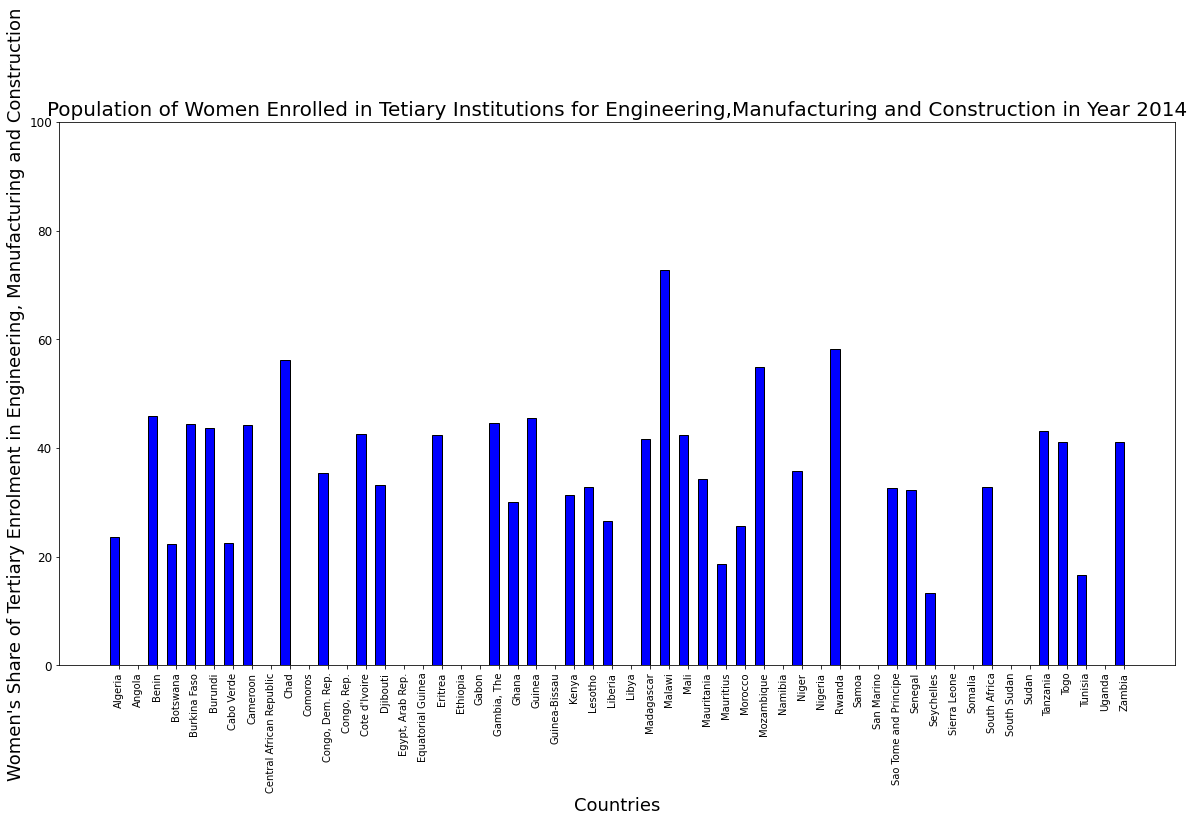 Population of Women Enrolled in Tetiary Institutions for Engineering,Manufacturing and Construction in Year 2014
Women's Share of Tertiary Enrolment in Engineering, Manufacturing and Construction
100
80
60
40
20
0
Algeria
Angola
Benin
Botswana
Burkina Faso
Burundi
Cabo Verde
Cameroon
Central African Republic
Chad
Comoros
Congo, Dem. Rep.
Congo, Rep.
Cote d'Ivoire
Djibouti
Egypt, Arab Rep.
Equatorial Guinea
Eritrea
Ethiopia
Gabon
Gambia, The
Ghana
Guinea
Guinea-Bissau
Kenya
Lesotho
Liberia
Libya
Madagascar
Malawi
Mali
Mauritania
Mauritius
Morocco
Mozambique
Namibia
Niger
Nigeria
Rwanda
Samoa
San Marino
Sao Tome and Principe
Senegal
Seychelles
Sierra Leone
Somalia
South Africa
South Sudan
Sudan
Tanzania
Togo
Tunisia
Uganda
Zambia
Countries